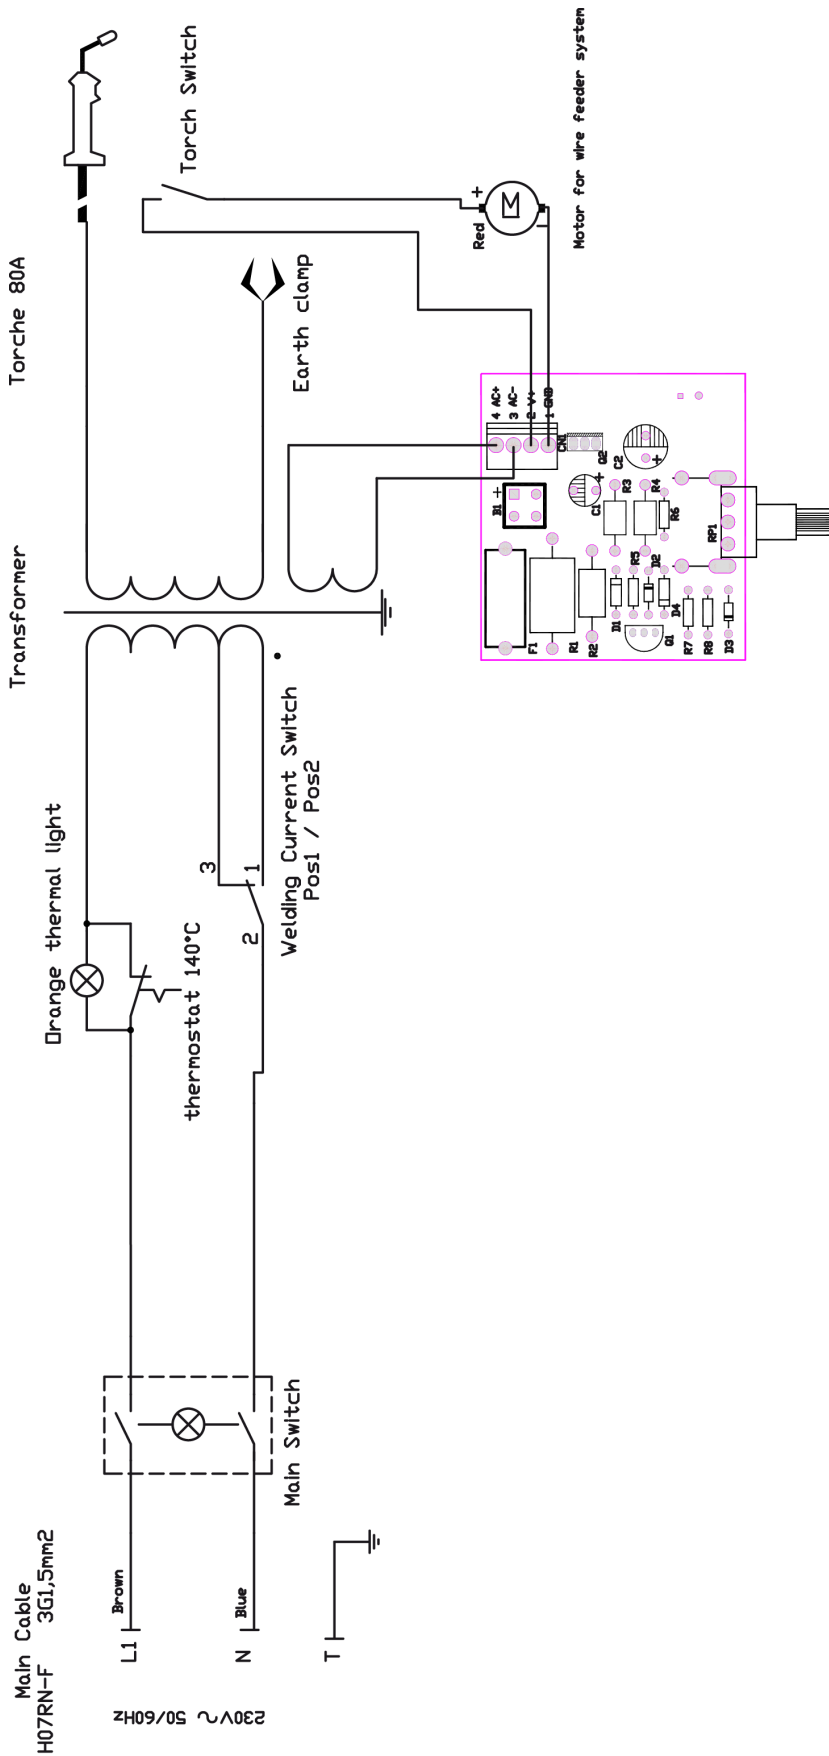 Main Cable
H07RN-F 3G1,5mm2
230V~ 50/60Hz
L1
Brown
N
Blue
T
Main Switch
Orange thermal light
thermostat 140°C
2
3
1
Welding Current Switch
Pos1 / Pos2
Transformer
Torche 80A
Earth clamp
Torch Switch
Red
+
M
Motor for wire feeder system
4 AC+
3 AC-
2 V+
1 GND
CN1
B1 +
F1
R1
R2
C1 +
Q2
C2 +
R3
R4
R6
R5
D2
D1
D4
Q1
R7
R8
D3
RP1